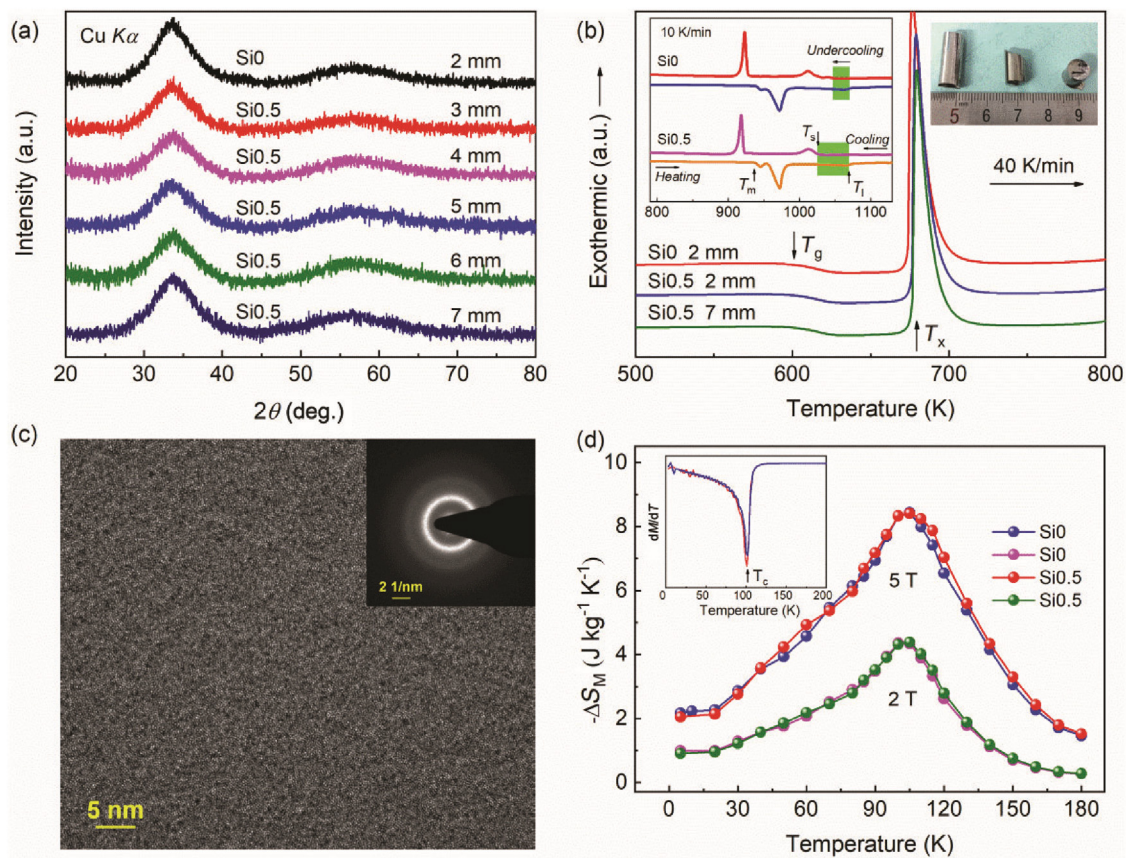 (a)
Cu Kα
Si0
2 mm
Si0.5
3 mm
Si0.5
4 mm
Si0.5
5 mm
Si0.5
6 mm
Si0.5
7 mm
Intensity (a.u.)
20 30 40 50 60 70 80
2θ (deg.)
(b)
10 K/min
Si0
Undercooling
Si0.5
Ts
Cooling
Heating
Tm
Tl
800 900 1000 1100
5 6 7 8 9
40 K/min
Tg
Si0 2 mm
Si0.5 2 mm
Si0.5 7 mm
Tx
Exothermic (a.u.)
500 600 700 800
Temperature (K)
(c)
2 1/nm
5 nm
(d)
10
8
6
4
2
0
-ΔSM (J kg-1 K-1)
dM/dT
Tc
0 50 100 150 200
Temperature (K)
Si0
Si0
Si0.5
Si0.5
5 T
2 T
0 30 60 90 120 150 180
Temperature (K)